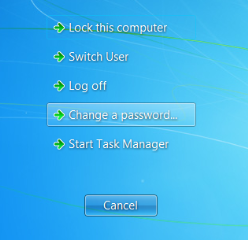 Lock this computer
Switch User
Log off
Change a password...
Start Task Manager
Cancel